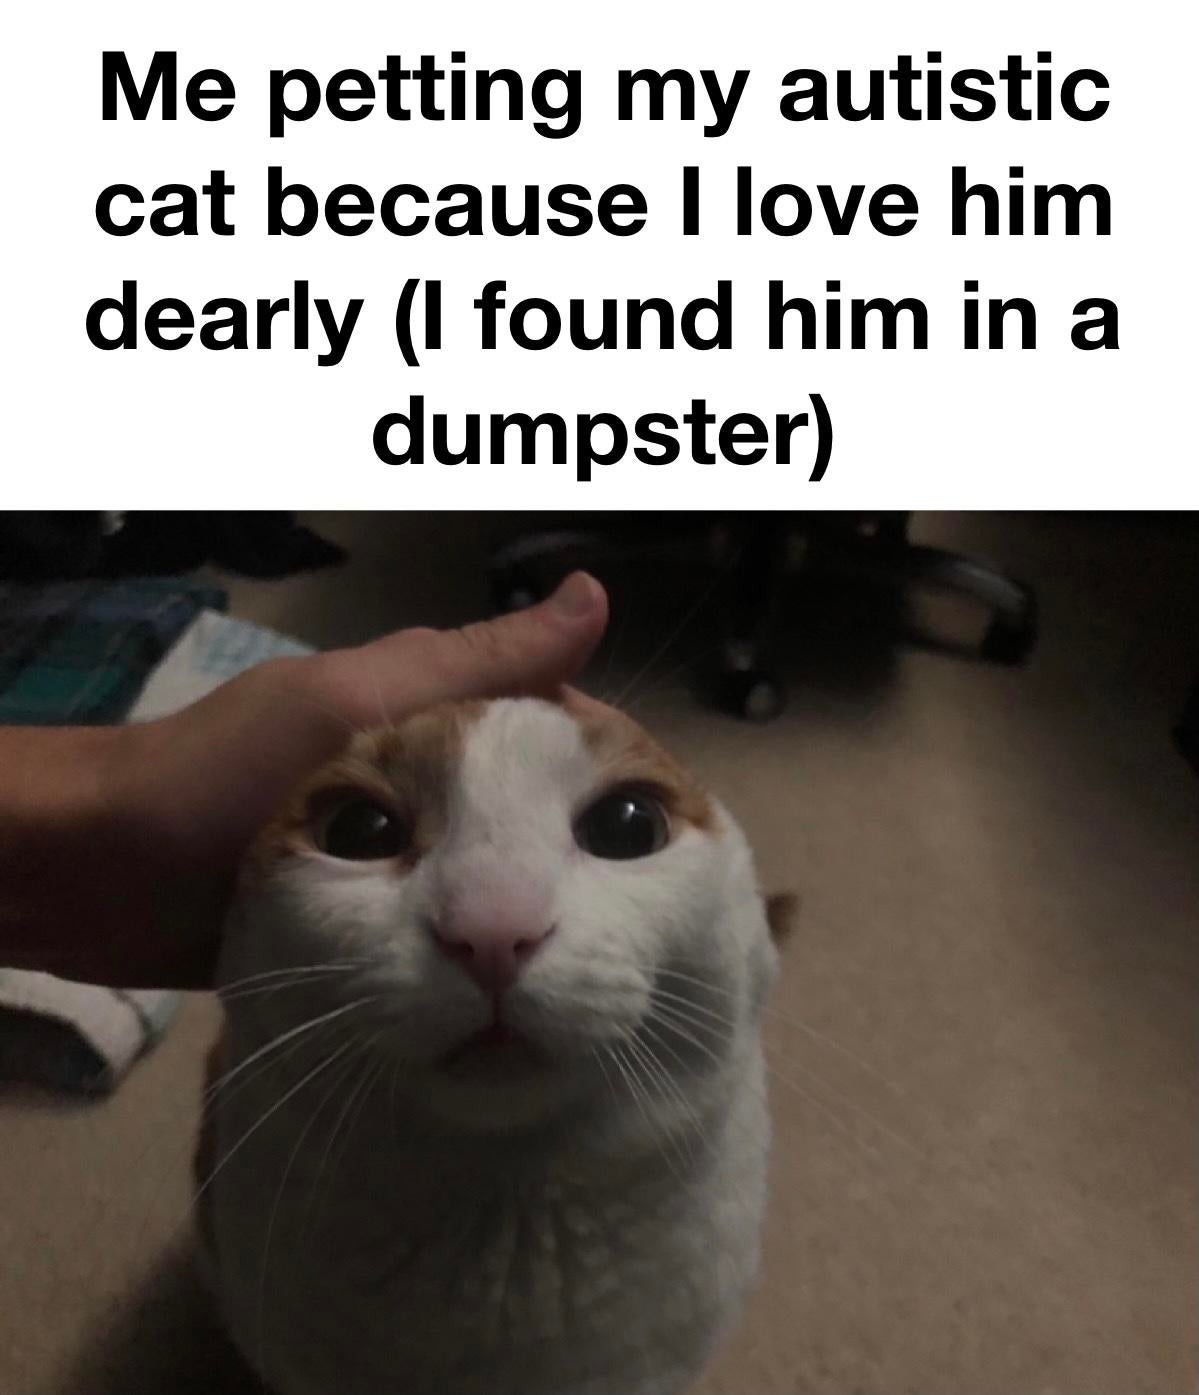 Me petting my autistic
cat because I love him
dearly (I found him in a
dumpster)